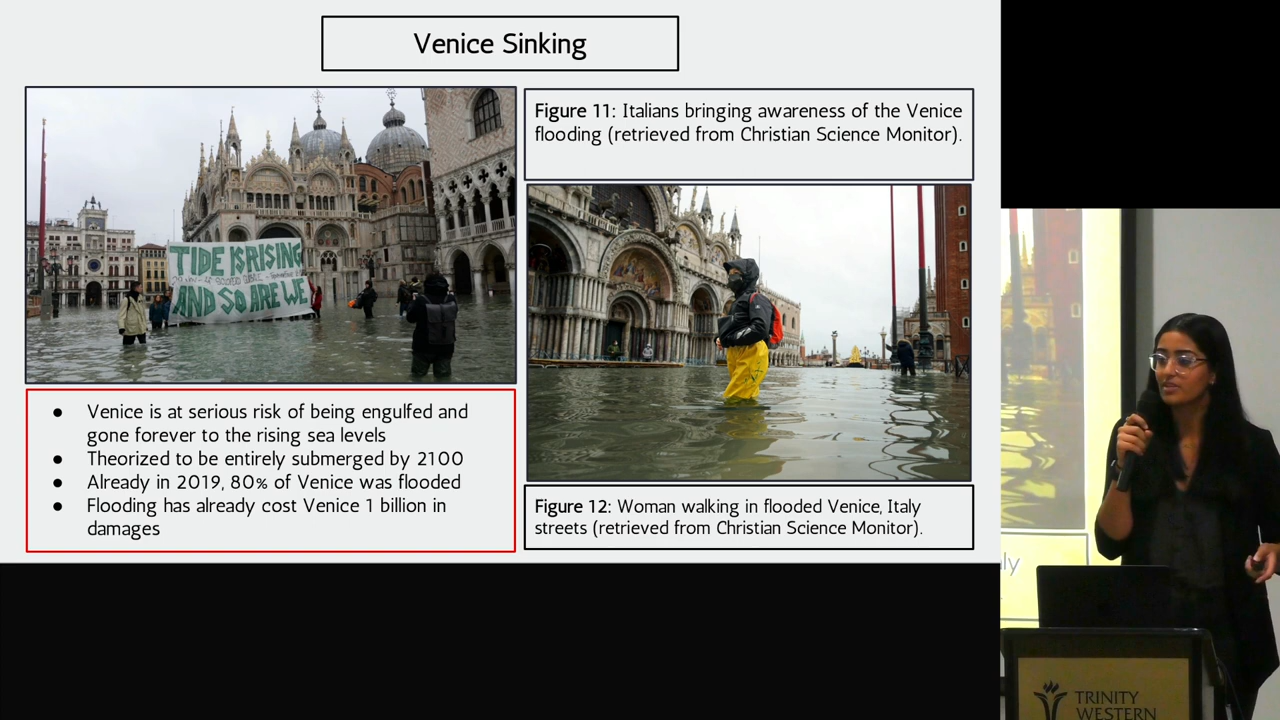 Venice Sinking
TIDE IS RISING
AND SO ARE WE
Figure 11: Italians bringing awareness of the Venice
flooding (retrieved from Christian Science Monitor).
● Venice is at serious risk of being engulfed and
gone forever to the rising sea levels
● Theorized to be entirely submerged by 2100
● Already in 2019, 80% of Venice was flooded
● Flooding has already cost Venice 1 billion in
damages
Figure 12: Woman walking in flooded Venice, Italy
streets (retrieved from Christian Science Monitor).
TRINITY
WESTERN